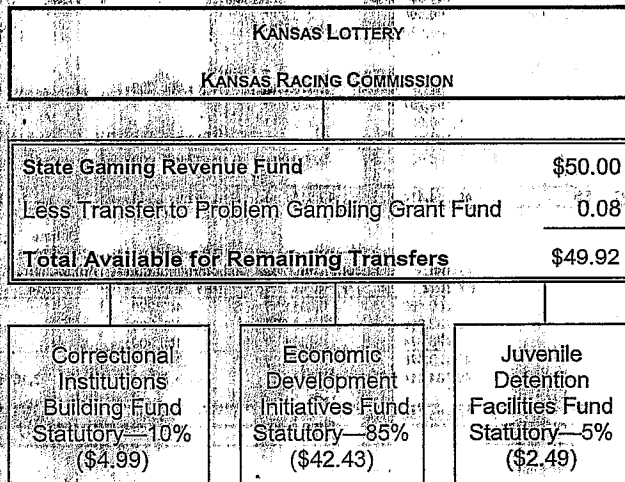 KANSAS LOTTERY
KANSAS RACING COMMISSION
State Gaming Revenue Fund $50.00
Less Transfer to Problem Gambling Grant Fund 0.08
Total Available for Remaining Transfers $49.92
Correctional
Institutions
Building Fund
Statutory—10%
($4.99)
Economic
Development
Initiatives Fund
Statutory—85%
($42.43)
Juvenile
Detention
Facilities Fund
Statutory—5%
($2.49)